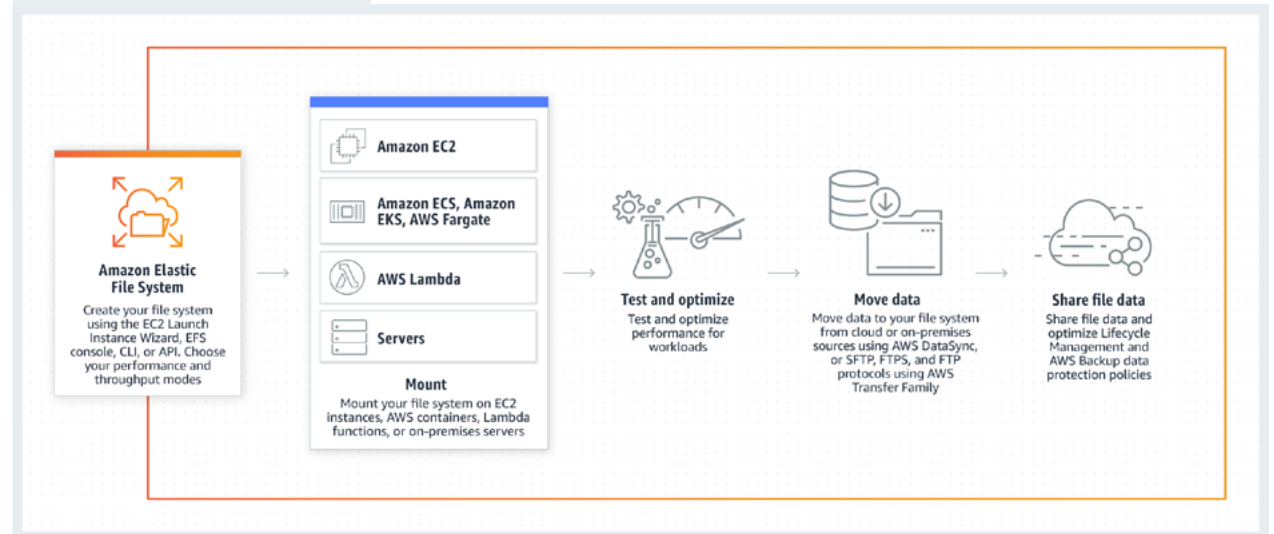 Amazon Elastic
File System
Create your file system
using the EC2 Launch
Instance Wizard, EFS
console, CLI, or API. Choose
your performance and
throughput modes
Amazon EC2
Amazon ECS, Amazon
EKS, AWS Fargate
AWS Lambda
Servers
Mount
Mount your file system on EC2
instances, AWS containers, Lambda
functions, or on-premises servers
Test and optimize
Test and optimize
performance for
workloads
Move data
Move data to your file system
from cloud or on-premises
sources using AWS DataSync,
or SFTP, FTPS, and FTP
protocols using AWS
Transfer Family
Share file data
Share file data and
optimize Lifecycle
Management and
AWS Backup data
protection policies